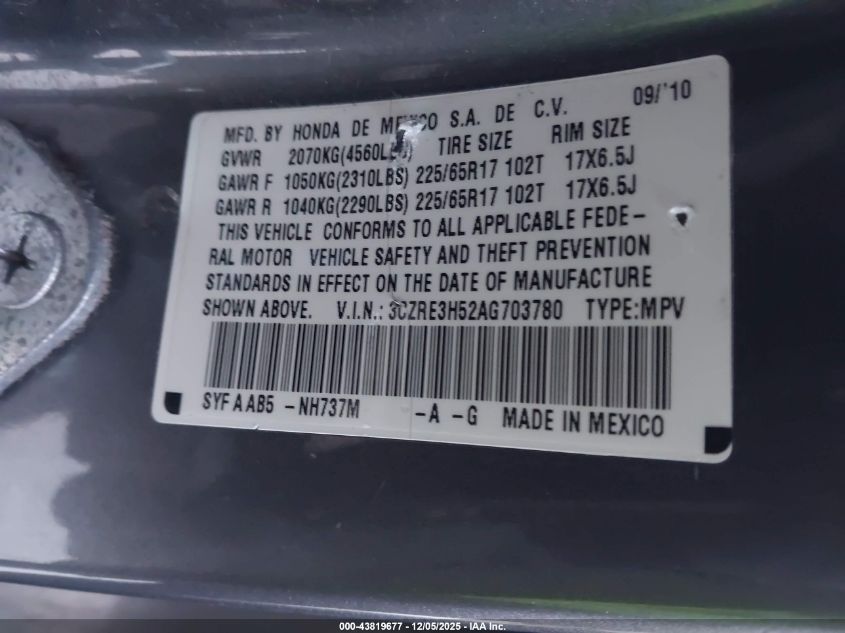 09/'10
MFD. BY HONDA DE MEXICO S.A. DE C.V.
GVWR 2070KG(4560LBS) TIRE SIZE RIM SIZE
GAWR F 1050KG(2310LBS) 225/65R17 102T 17X6.5J
GAWR R 1040KG(2290LBS) 225/65R17 102T 17X6.5J
THIS VEHICLE CONFORMS TO ALL APPLICABLE FEDE-
RAL MOTOR VEHICLE SAFETY AND THEFT PREVENTION
STANDARDS IN EFFECT ON THE DATE OF MANUFACTURE
SHOWN ABOVE. V.I.N.: 3CZRE3H52AG703780 TYPE:MPV
SYF A AB5 -NH737M -A -G MADE IN MEXICO
000-43819677 - 12/05/2025 - IAA Inc.